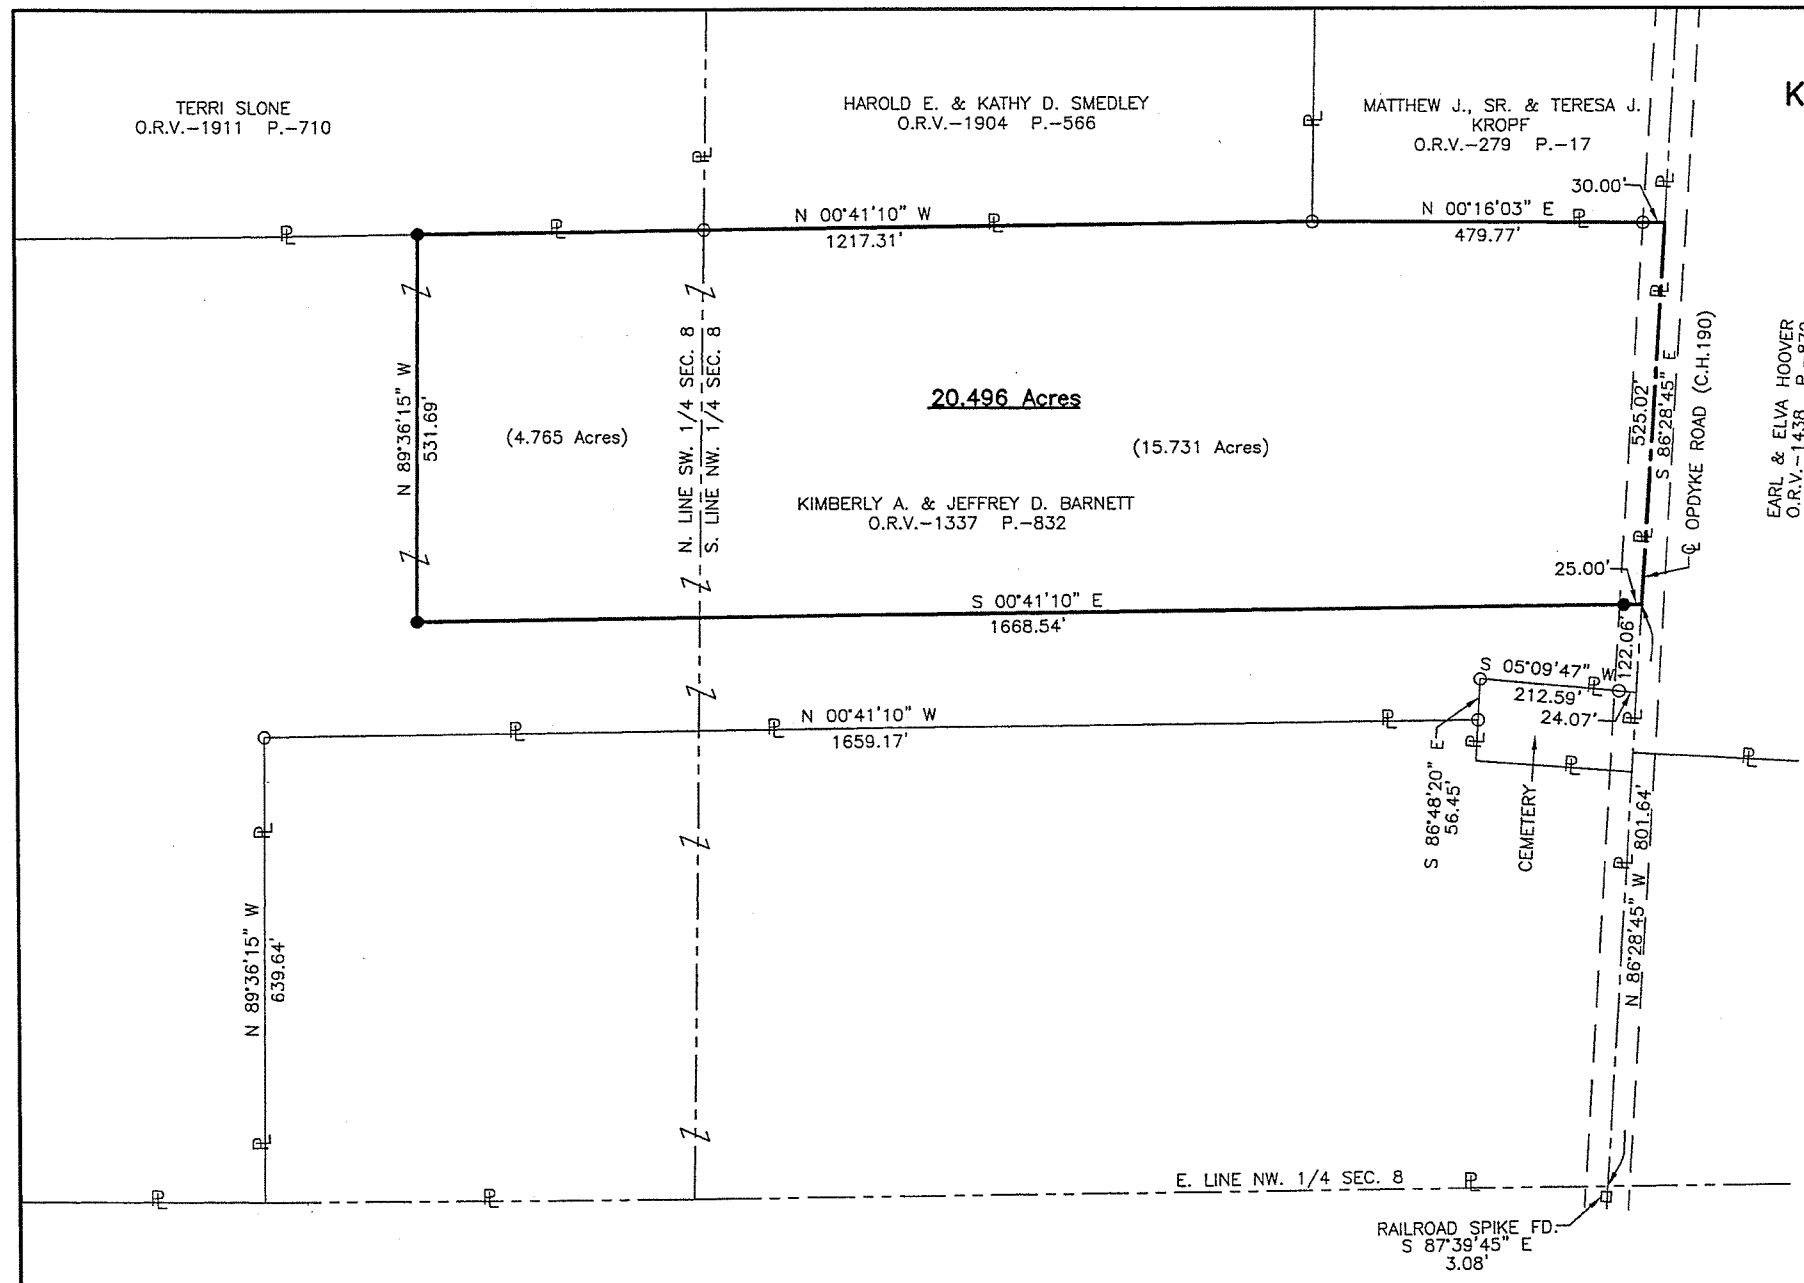 K
TERRI SLONE
O.R.V.-1911 P.-710
HAROLD E. & KATHY D. SMEDLEY
O.R.V.-1904 P.-566
MATTHEW J., SR. & TERESA J.
KROPF
O.R.V.-279 P.-17
30.00'
N 00°41'10" W
1217.31'
N 00°16'03" E
479.77'
N 89°36'15" W
531.69'
N. LINE SW. 1/4 SEC. 8
S. LINE NW. 1/4 SEC. 8
20.496 Acres
(4.765 Acres)
(15.731 Acres)
KIMBERLY A. & JEFFREY D. BARNETT
O.R.V.-1337 P.-832
525.02'
S 86°28'45" E
℄ OPDYKE ROAD (C.H.190)
EARL & ELVA HOOVER
O.R.V.-1438 P.-879
25.00'
S 00°41'10" E
1668.54'
122.06'
S 05°09'47" W
212.59'
24.07'
N 00°41'10" W
1659.17'
S 86°48'20" E
56.45'
CEMETERY
N 86°28'45" W 801.64'
N 89°36'15" W
639.64'
E. LINE NW. 1/4 SEC. 8
RAILROAD SPIKE FD.
S 87°39'45" E
3.08'